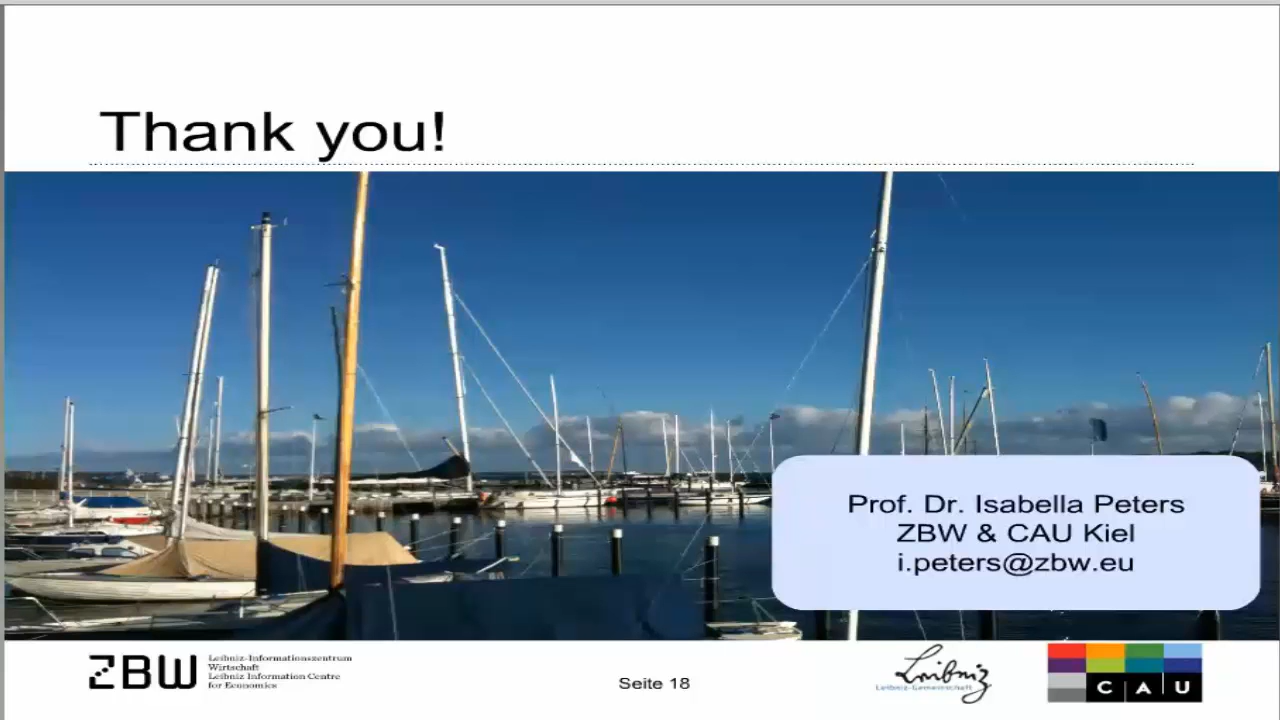 Thank you!
Prof. Dr. Isabella Peters
ZBW & CAU Kiel
i.peters@zbw.eu
ZBW
Leibniz-Informationszentrum
Wirtschaft
Leibniz Information Centre
for Economics
Seite 18
Leibniz
Leibniz-Gemeinschaft
CAU